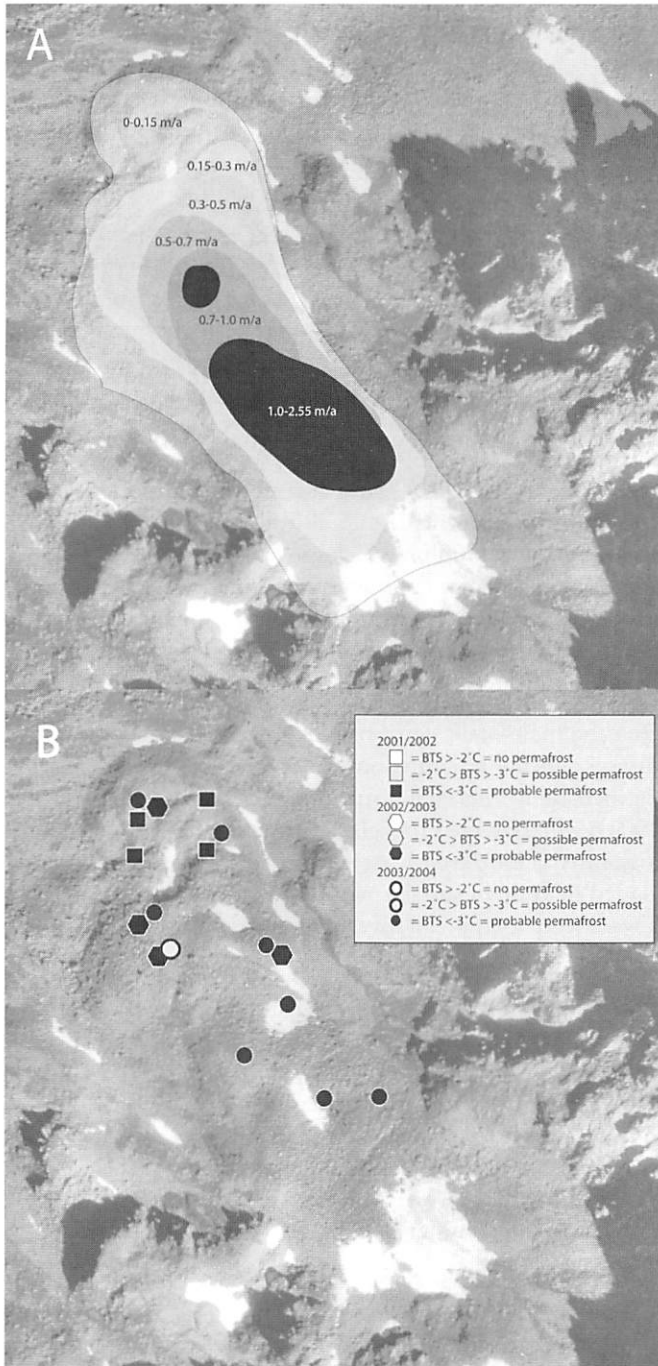 A
0-0.15 m/a
0.15-0.3 m/a
0.3-0.5 m/a
0.5-0.7 m/a
0.7-1.0 m/a
1.0-2.55 m/a
B
2001/2002
= BTS > -2˚C = no permafrost
= -2˚C > BTS > -3˚C = possible permafrost
= BTS <-3˚C = probable permafrost
2002/2003
= BTS > -2˚C = no permafrost
= -2˚C > BTS > -3˚C = possible permafrost
= BTS <-3˚C = probable permafrost
2003/2004
= BTS > -2˚C = no permafrost
= -2˚C > BTS > -3˚C = possible permafrost
= BTS <-3˚C = probable permafrost